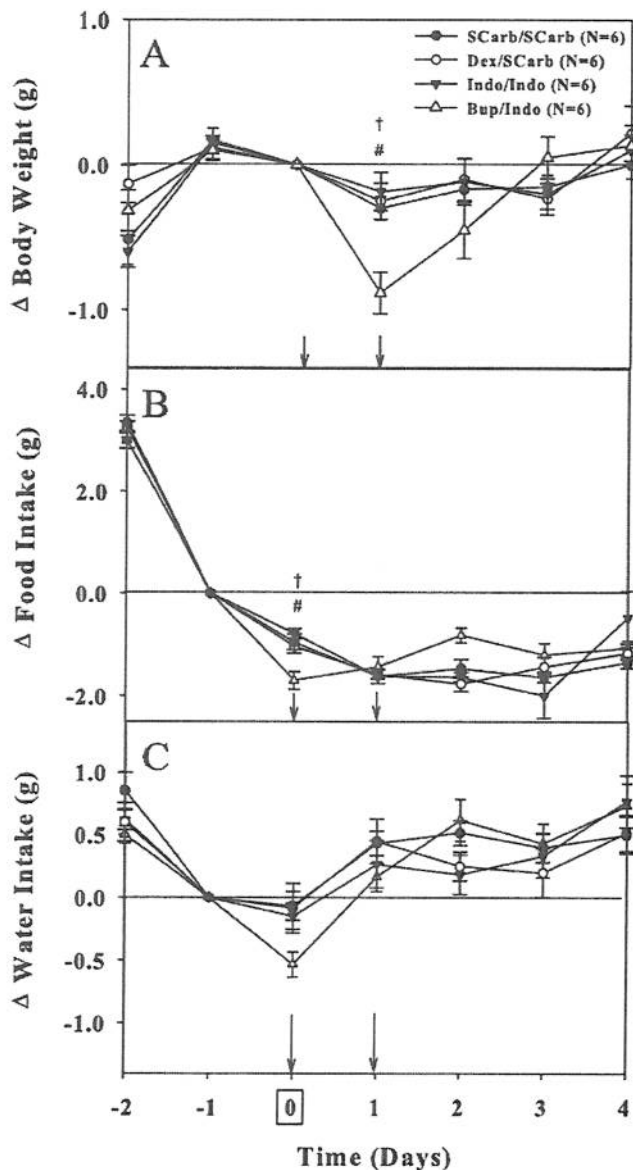 A
SCarb/SCarb (N=6)
Dex/SCarb (N=6)
Indo/Indo (N=6)
Bup/Indo (N=6)
1.0
0.0
-1.0
Δ Body Weight (g)
†
#
B
4.0
2.0
0.0
-2.0
Δ Food Intake (g)
†
#
C
1.0
0.5
0.0
-0.5
-1.0
Δ Water Intake (g)
-2 -1 0 1 2 3 4
Time (Days)